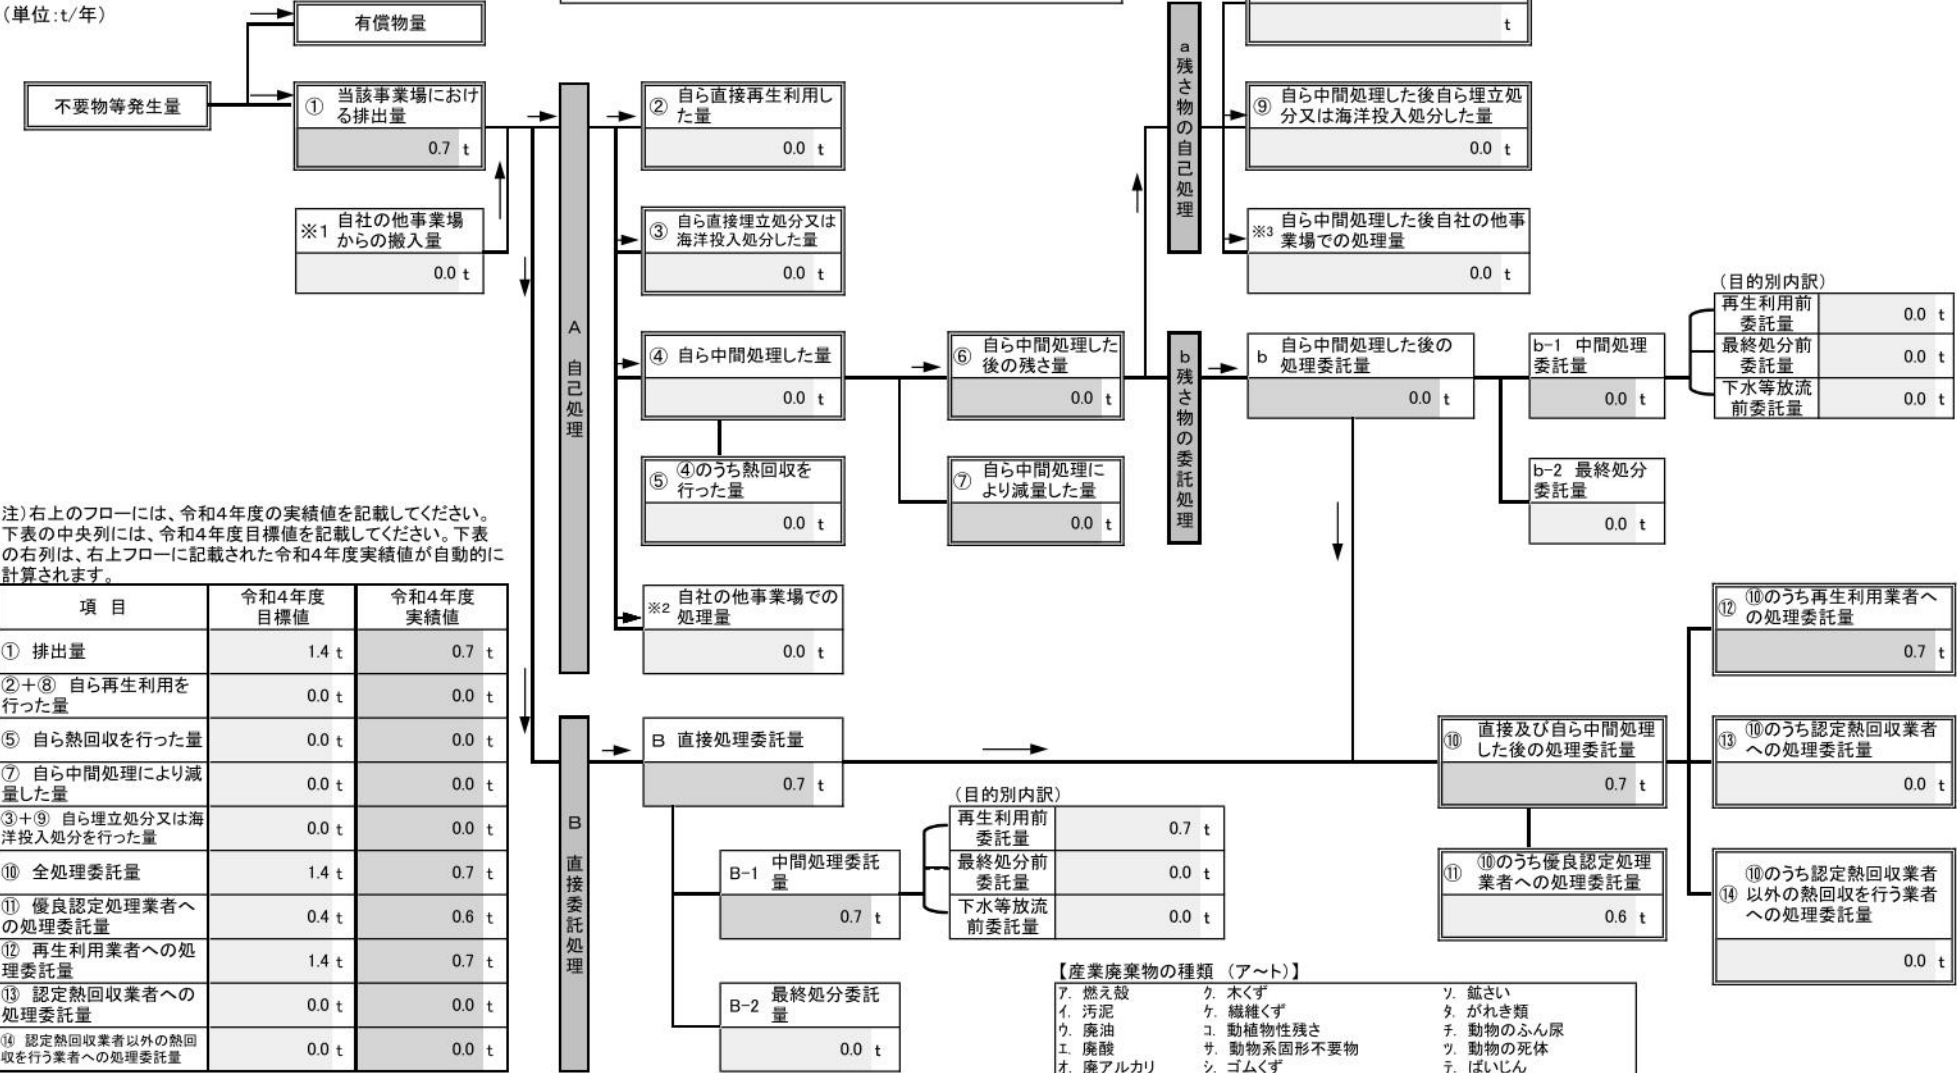 (単位:t/年)
有償物量
不要物等発生量
① 当該事業場におけ
る排出量
0.7 t
※1 自社の他事業場
からの搬入量
0.0 t
A 自己処理
② 自ら直接再生利用し
た量
0.0 t
③ 自ら直接埋立処分又は
海洋投入処分した量
0.0 t
④ 自ら中間処理した量
0.0 t
⑤ ④のうち熱回収を
行った量
0.0 t
※2 自社の他事業場での
処理量
0.0 t
⑥ 自ら中間処理した
後の残さ量
0.0 t
⑦ 自ら中間処理に
より減量した量
0.0 t
a 残さ物の自己処理
t
⑨ 自ら中間処理した後自ら埋立処
分又は海洋投入処分した量
0.0 t
※3 自ら中間処理した後自社の他事
業場での処理量
0.0 t
b 残さ物の委託処理
b 自ら中間処理した後の
処理委託量
0.0 t
b-1 中間処理
委託量
0.0 t
b-2 最終処分
委託量
0.0 t
(目的別内訳)
再生利用前
委託量
0.0 t
最終処分前
委託量
0.0 t
下水等放流
前委託量
0.0 t
注)右上のフローには、令和4年度の実績値を記載してください。
下表の中央列には、令和4年度目標値を記載してください。下表
の右列は、右上フローに記載された令和4年度実績値が自動的に
計算されます。
項 目 令和4年度 令和4年度
目標値 実績値
① 排出量 1.4 t 0.7 t
②+⑧ 自ら再生利用を
行った量 0.0 t 0.0 t
⑤ 自ら熱回収を行った量 0.0 t 0.0 t
⑦ 自ら中間処理により減
量した量 0.0 t 0.0 t
③+⑨ 自ら埋立処分又は海
洋投入処分を行った量 0.0 t 0.0 t
⑩ 全処理委託量 1.4 t 0.7 t
⑪ 優良認定処理業者へ
の処理委託量 0.4 t 0.6 t
⑫ 再生利用業者への処
理委託量 1.4 t 0.7 t
⑬ 認定熱回収業者への
処理委託量 0.0 t 0.0 t
⑭ 認定熱回収業者以外の熱回
収を行う業者への処理委託量 0.0 t 0.0 t
B 直接委託処理
B 直接処理委託量
0.7 t
B-1 中間処理委託
量
0.7 t
B-2 最終処分委託
量
0.0 t
(目的別内訳)
再生利用前
委託量
0.7 t
最終処分前
委託量
0.0 t
下水等放流
前委託量
0.0 t
⑩ 直接及び自ら中間処理
した後の処理委託量
0.7 t
⑪ ⑩のうち優良認定処理
業者への処理委託量
0.6 t
⑫ ⑩のうち再生利用業者へ
の処理委託量
0.7 t
⑬ ⑩のうち認定熱回収業者
への処理委託量
0.0 t
⑭ ⑩のうち認定熱回収業者
以外の熱回収を行う業者
への処理委託量
0.0 t
【産業廃棄物の種類 (ア~ト)】
ア. 燃え殻 ク. 木くず ソ. 鉱さい
イ. 汚泥 ケ. 繊維くず タ. がれき類
ウ. 廃油 コ. 動植物性残さ チ. 動物のふん尿
エ. 廃酸 サ. 動物系固形不要物 ツ. 動物の死体
オ. 廃アルカリ シ. ゴムくず テ. ばいじん